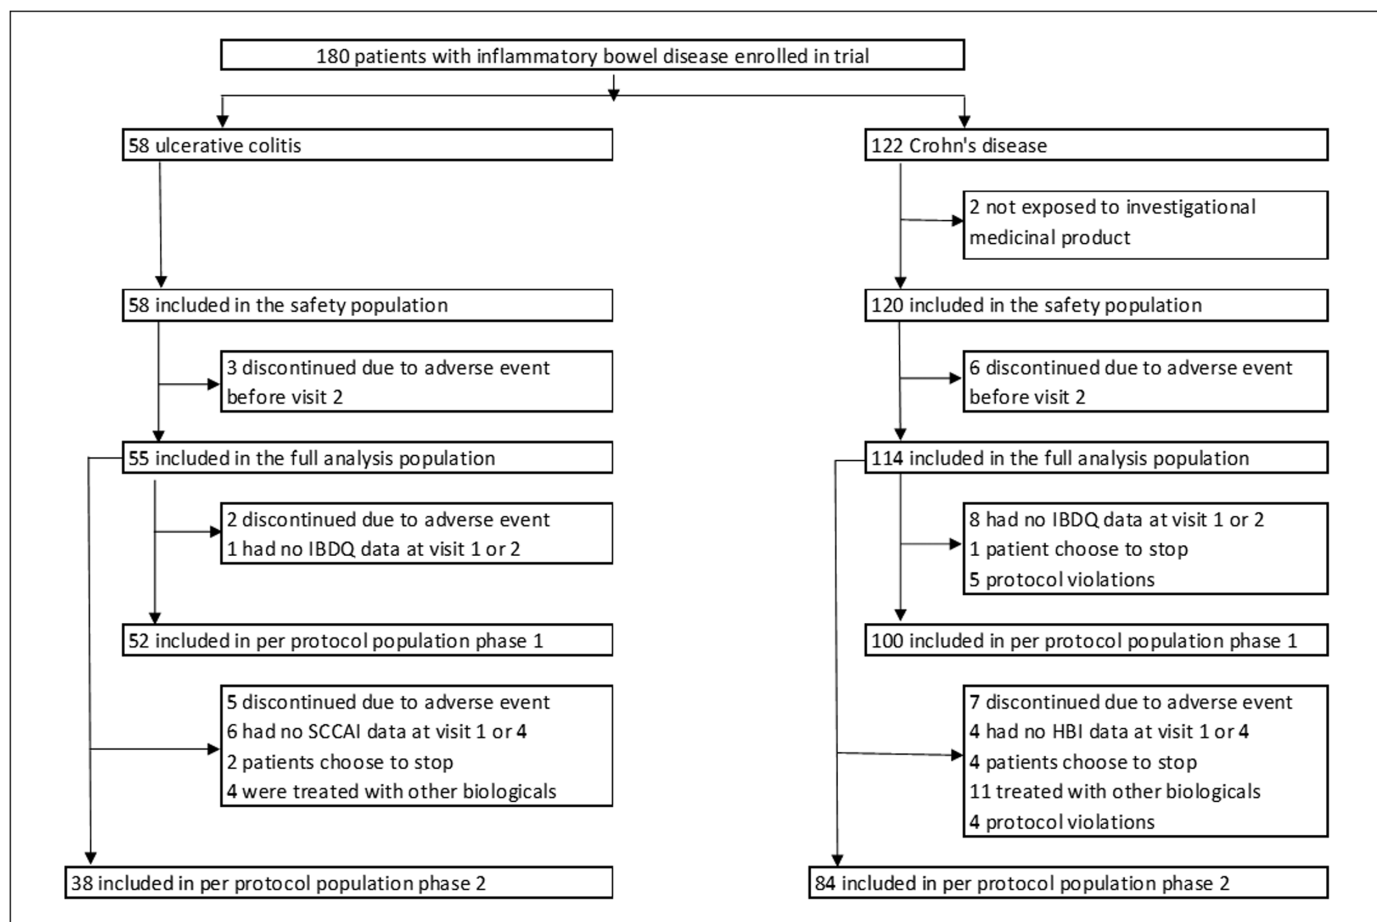 180 patients with inflammatory bowel disease enrolled in trial
58 ulcerative colitis
122 Crohn's disease
2 not exposed to investigational
medicinal product
58 included in the safety population
120 included in the safety population
3 discontinued due to adverse event
before visit 2
6 discontinued due to adverse event
before visit 2
55 included in the full analysis population
114 included in the full analysis population
2 discontinued due to adverse event
1 had no IBDQ data at visit 1 or 2
8 had no IBDQ data at visit 1 or 2
1 patient choose to stop
5 protocol violations
52 included in per protocol population phase 1
100 included in per protocol population phase 1
5 discontinued due to adverse event
6 had no SCCAI data at visit 1 or 4
2 patients choose to stop
4 were treated with other biologicals
7 discontinued due to adverse event
4 had no HBI data at visit 1 or 4
4 patients choose to stop
11 treated with other biologicals
4 protocol violations
38 included in per protocol population phase 2
84 included in per protocol population phase 2